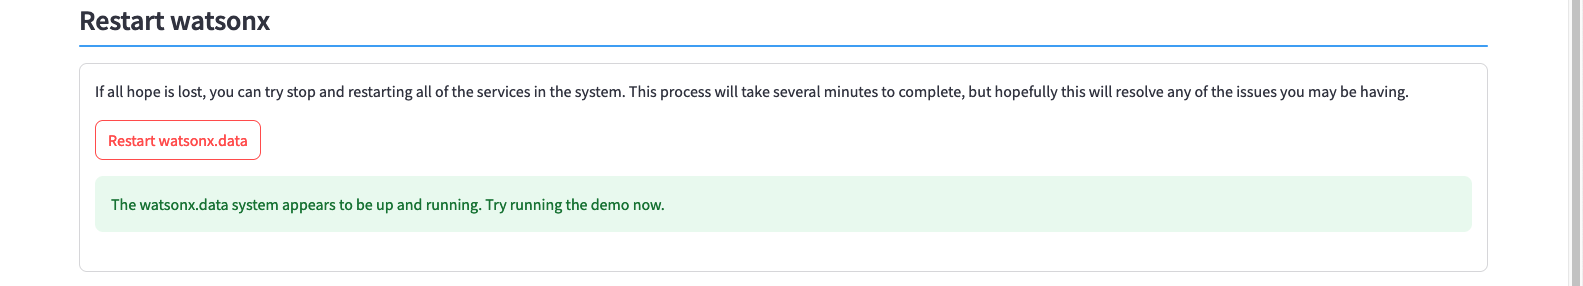 Restart watsonx
If all hope is lost, you can try stop and restarting all of the services in the system. This process will take several minutes to complete, but hopefully this will resolve any of the issues you may be having.
Restart watsonx.data
The watsonx.data system appears to be up and running. Try running the demo now.